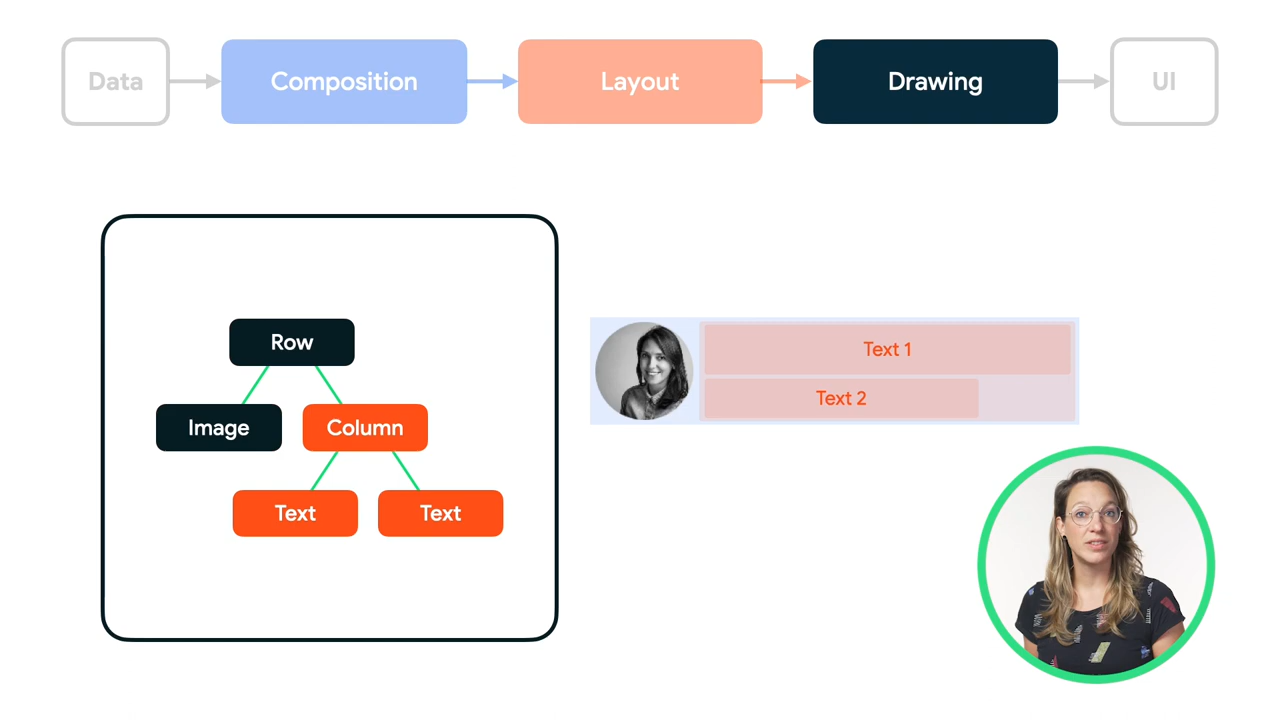 Data
Composition
Layout
Drawing
UI
Row
Image
Column
Text
Text
Text 1
Text 2